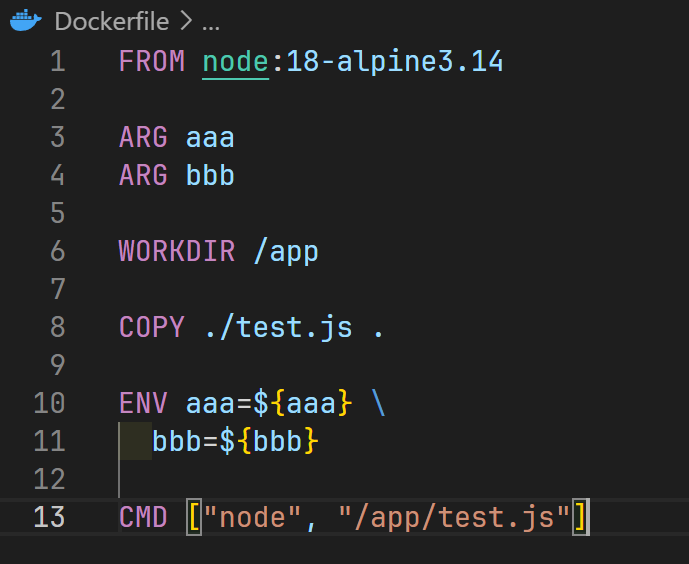 Dockerfile > ...
1 FROM node:18-alpine3.14
2
3 ARG aaa
4 ARG bbb
5
6 WORKDIR /app
7
8 COPY ./test.js .
9
10 ENV aaa=${aaa} \
11   bbb=${bbb}
12
13 CMD ["node", "/app/test.js"]